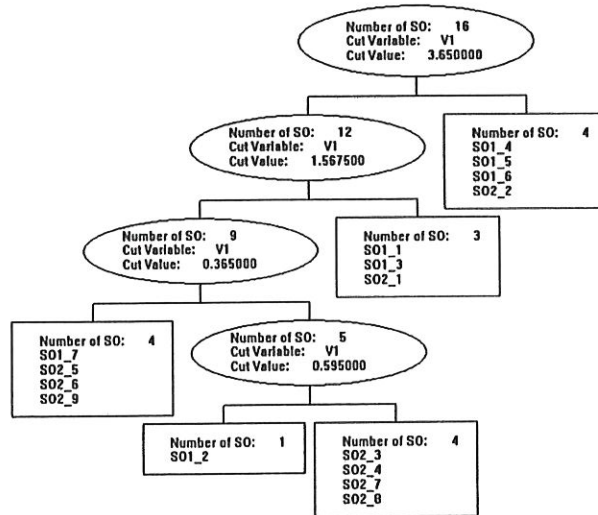 Number of SO: 16
Cut Variable: V1
Cut Value: 3.650000
Number of SO: 12
Cut Variable: V1
Cut Value: 1.567500
Number of SO: 4
SO1_4
SO1_5
SO1_6
SO2_2
Number of SO: 9
Cut Variable: V1
Cut Value: 0.365000
Number of SO: 3
SO1_1
SO1_3
SO2_1
Number of SO: 4
SO1_7
SO2_5
SO2_6
SO2_9
Number of SO: 5
Cut Variable: V1
Cut Value: 0.595000
Number of SO: 1
SO1_2
Number of SO: 4
SO2_3
SO2_4
SO2_7
SO2_8